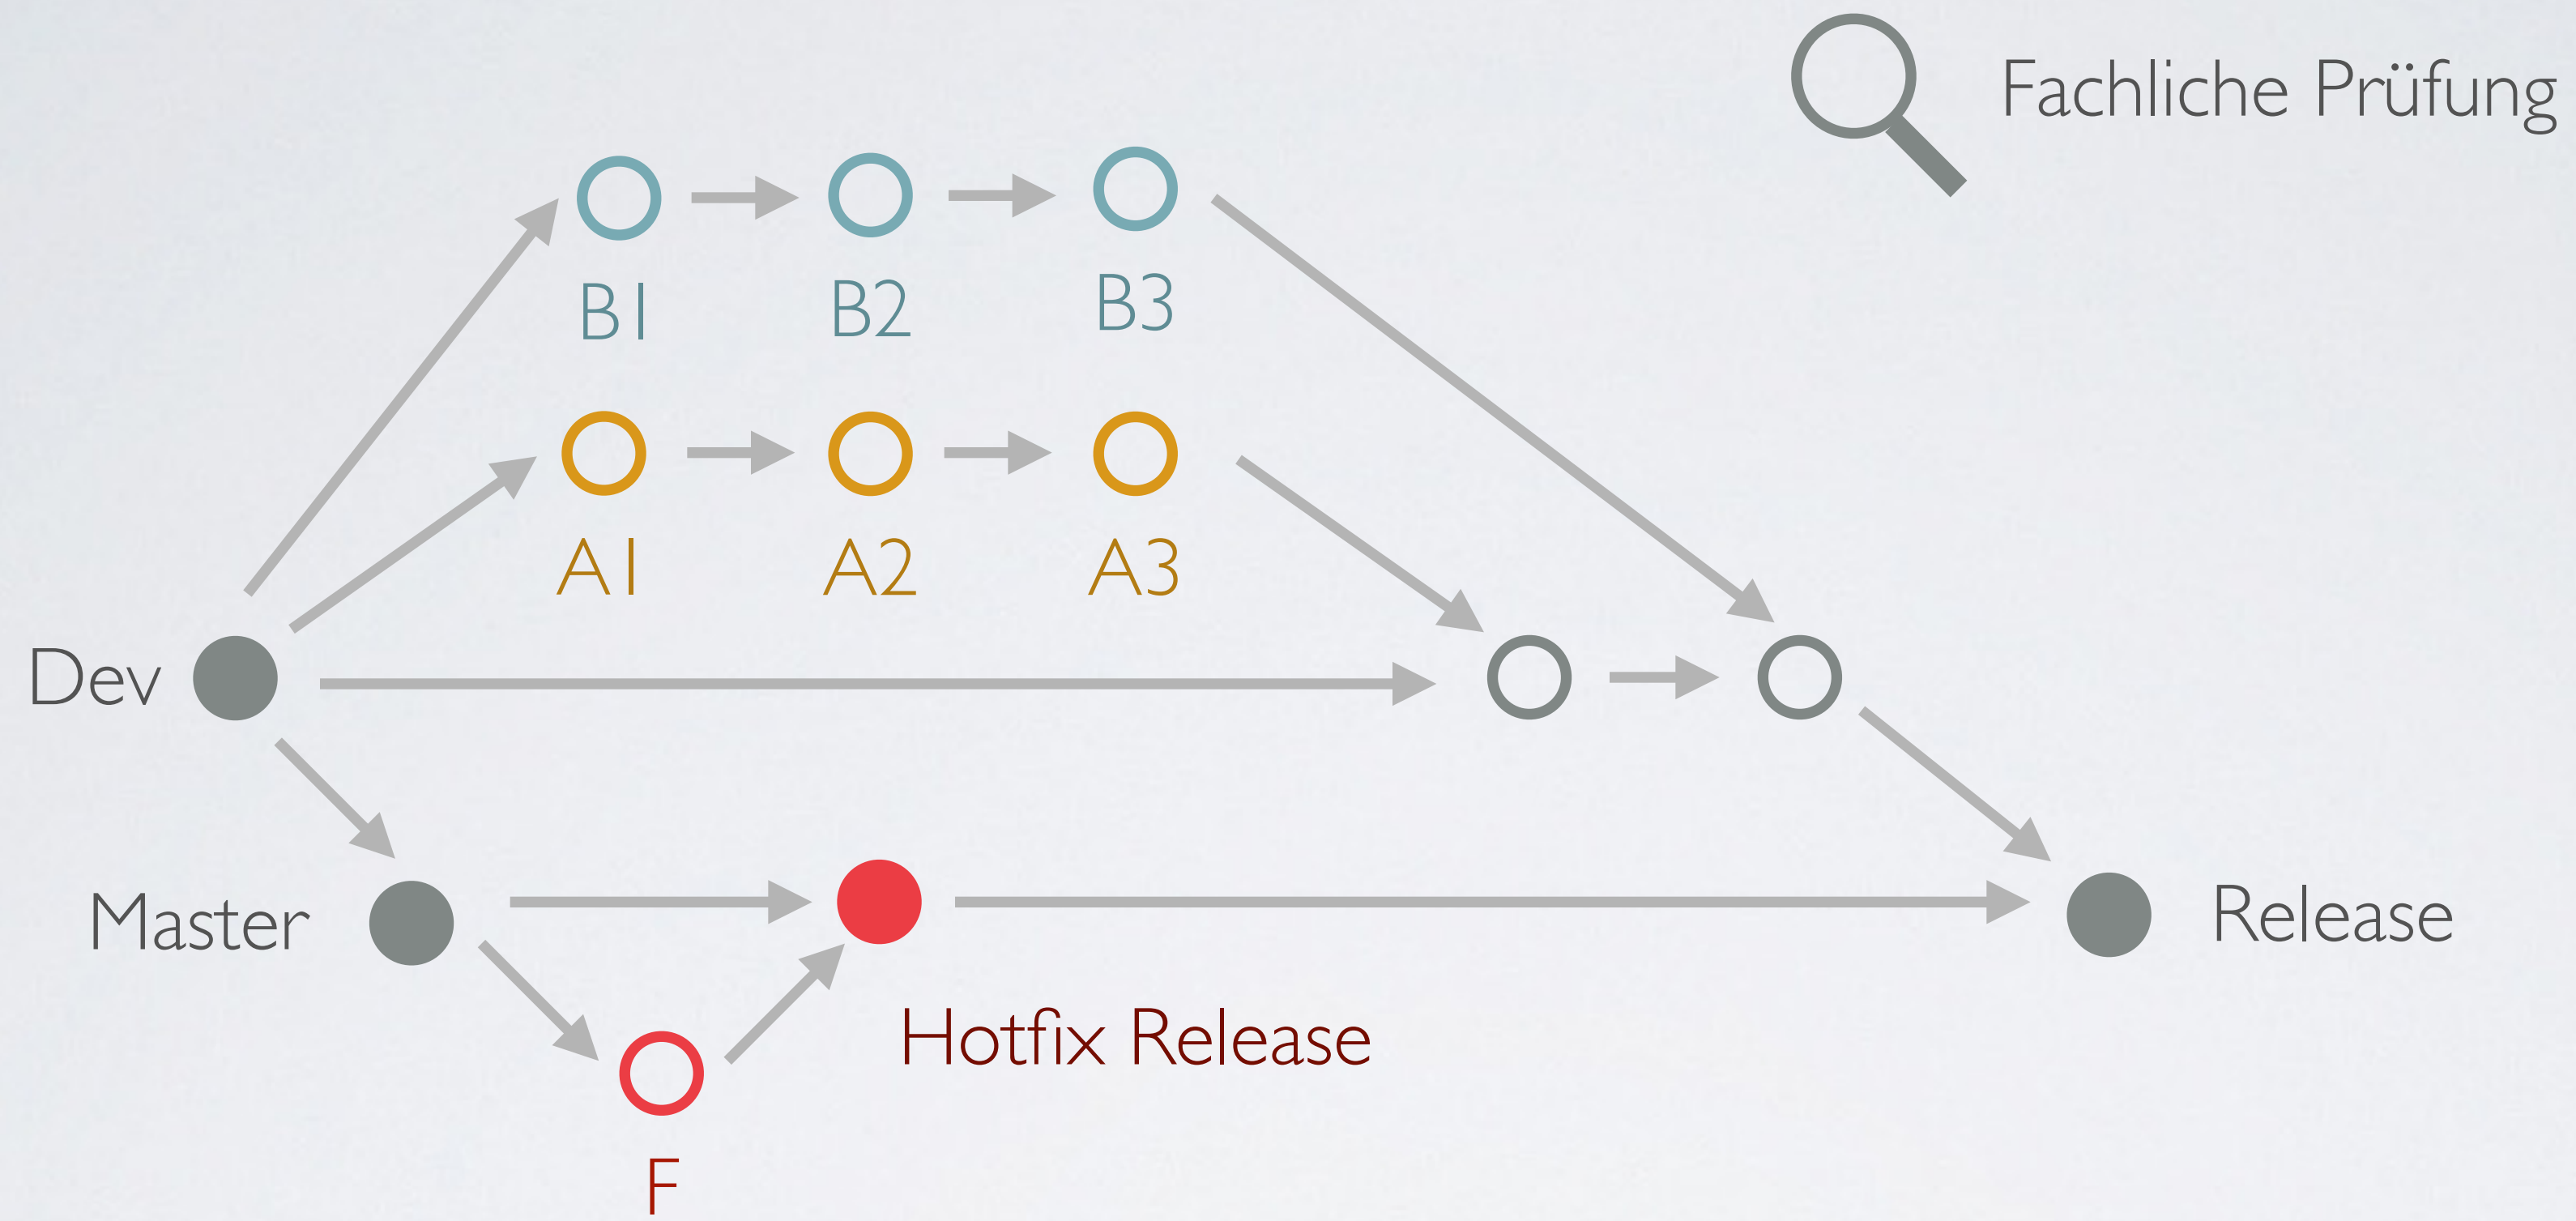 Fachliche Prüfung
B1
B2
B3
A1
A2
A3
Dev
Master
Release
Hotfix Release
F